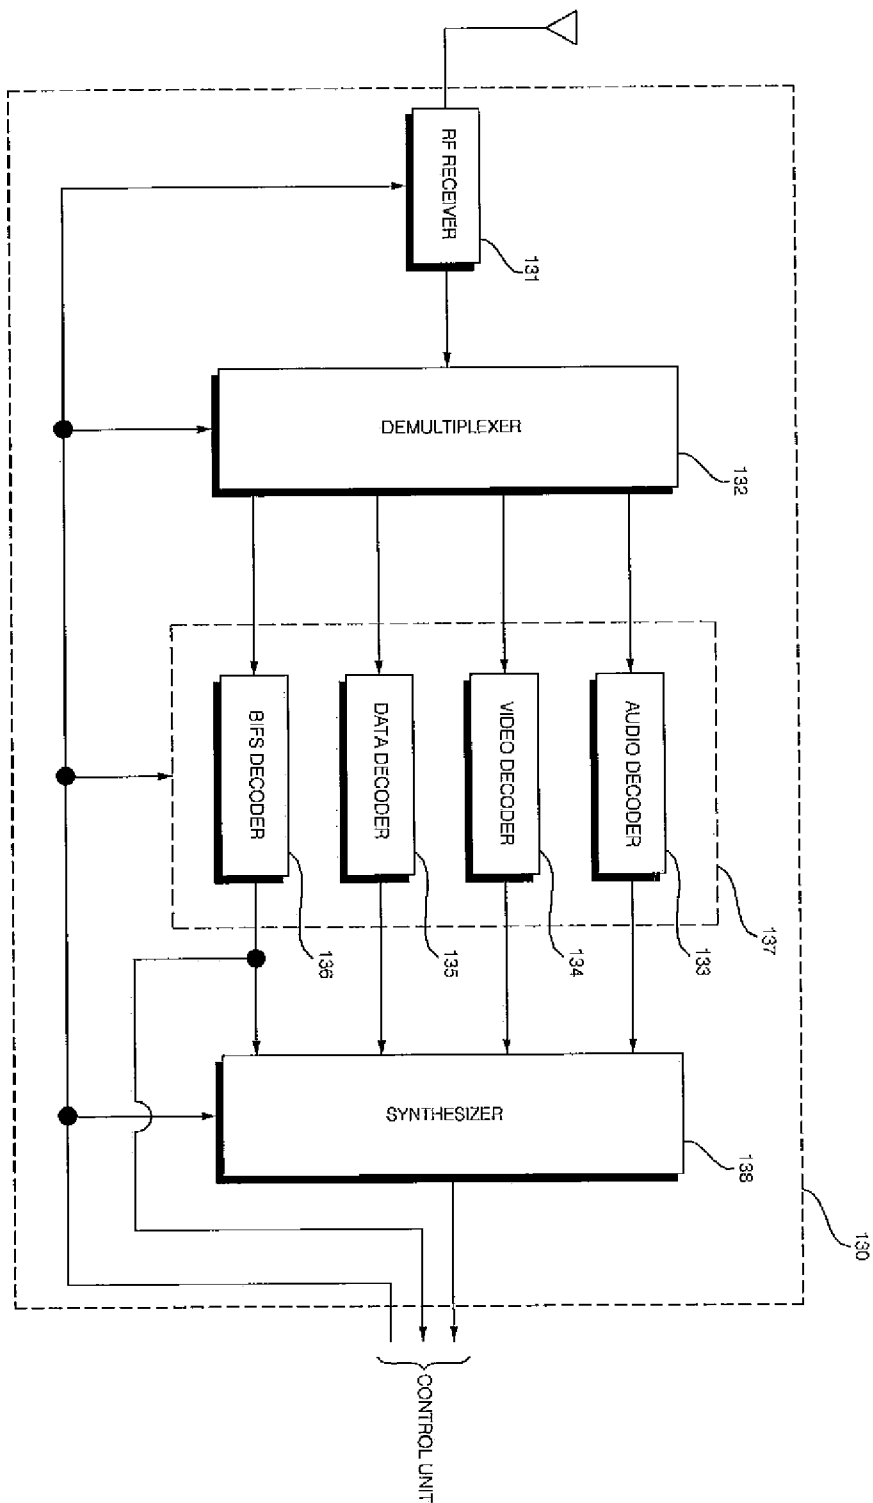 RF RECEIVER
131
DEMULTIPLEXER
132
BIFS DECODER
DATA DECODER
VIDEO DECODER
AUDIO DECODER
136
135
134
133
137
SYNTHESIZER
138
130
CONTROL UNIT